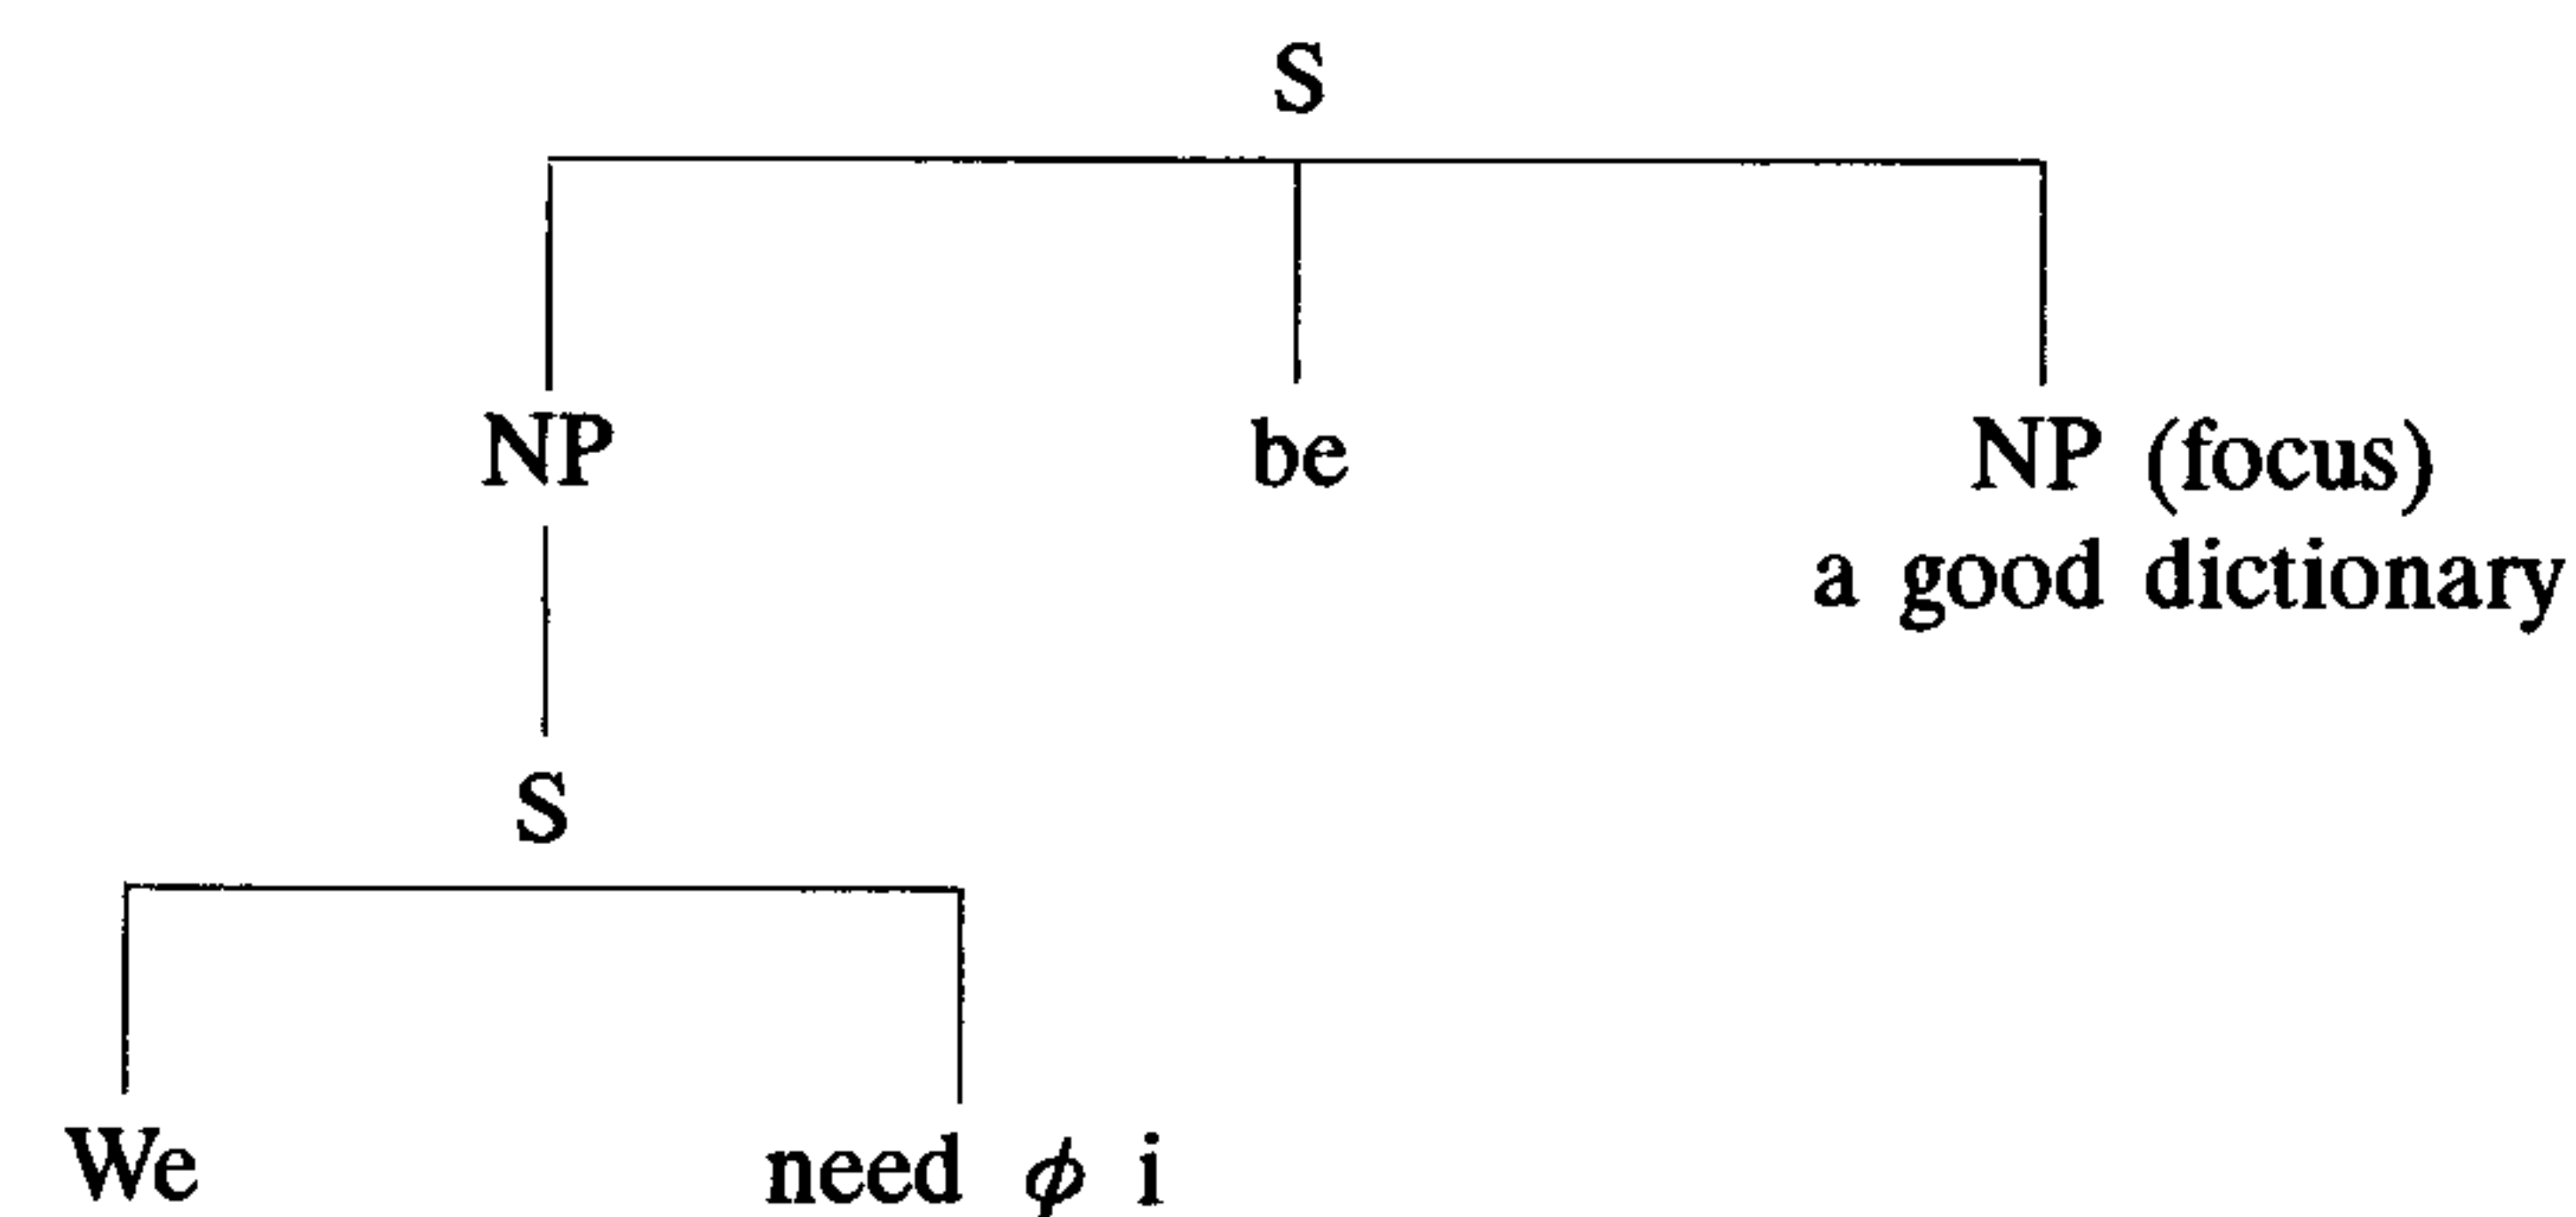 S
NP be NP (focus)
a good dictionary
S
We need ϕ i